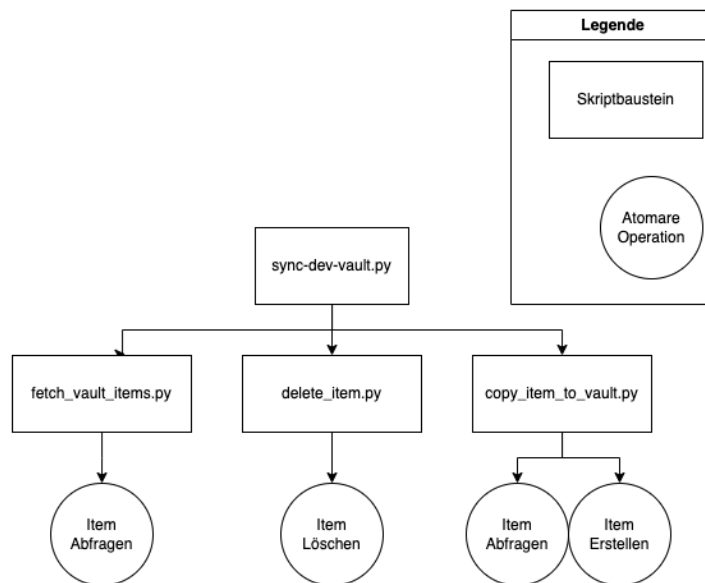 Legende
Skriptbaustein
Atomare
Operation
sync-dev-vault.py
fetch_vault_items.py
delete_item.py
copy_item_to_vault.py
Item
Abfragen
Item
Löschen
Item
Abfragen
Item
Erstellen